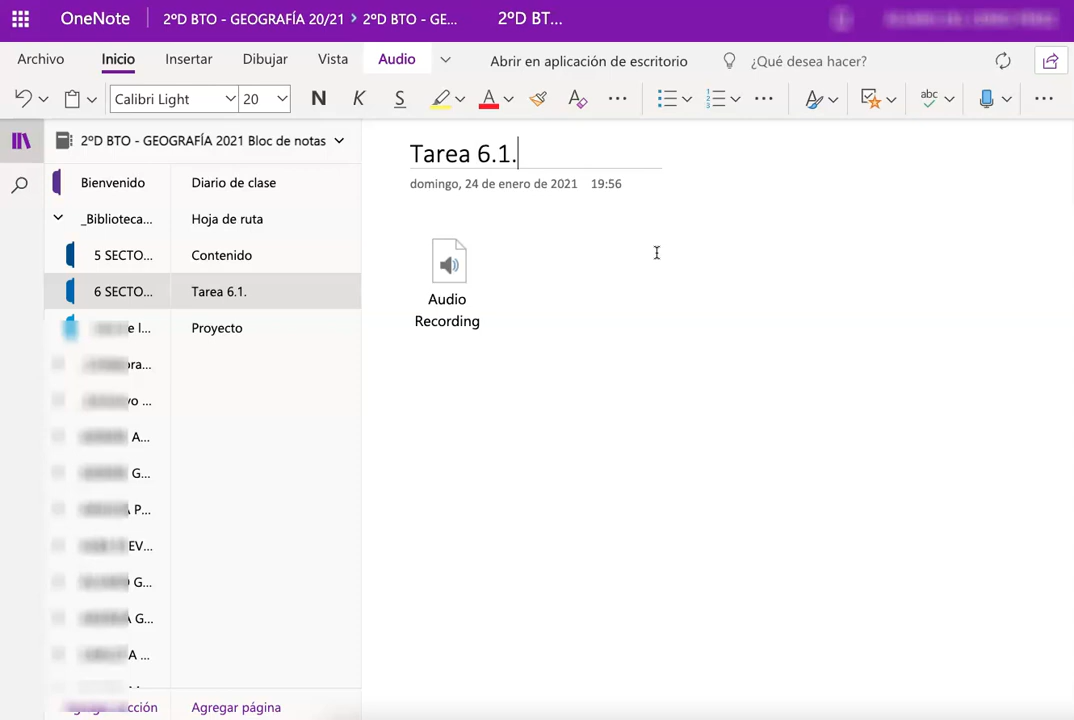 OneNote
2ºD BTO - GEOGRAFÍA 20/21 > 2ºD BTO - GE...
2ºD BT...
Archivo
Inicio
Insertar
Dibujar
Vista
Audio
Abrir en aplicación de escritorio
¿Qué desea hacer?
Calibri Light
20
N
K
S
A
A
abc
2ºD BTO - GEOGRAFÍA 2021 Bloc de notas
Bienvenido
_Biblioteca...
5 SECTO...
6 SECTO...
e l...
ora...
vo ...
A...
G...
P...
EV...
G...
A G...
A ...
Diario de clase
Hoja de ruta
Contenido
Tarea 6.1.
Proyecto
Agregar página
Tarea 6.1.
domingo, 24 de enero de 2021 19:56
Audio
Recording